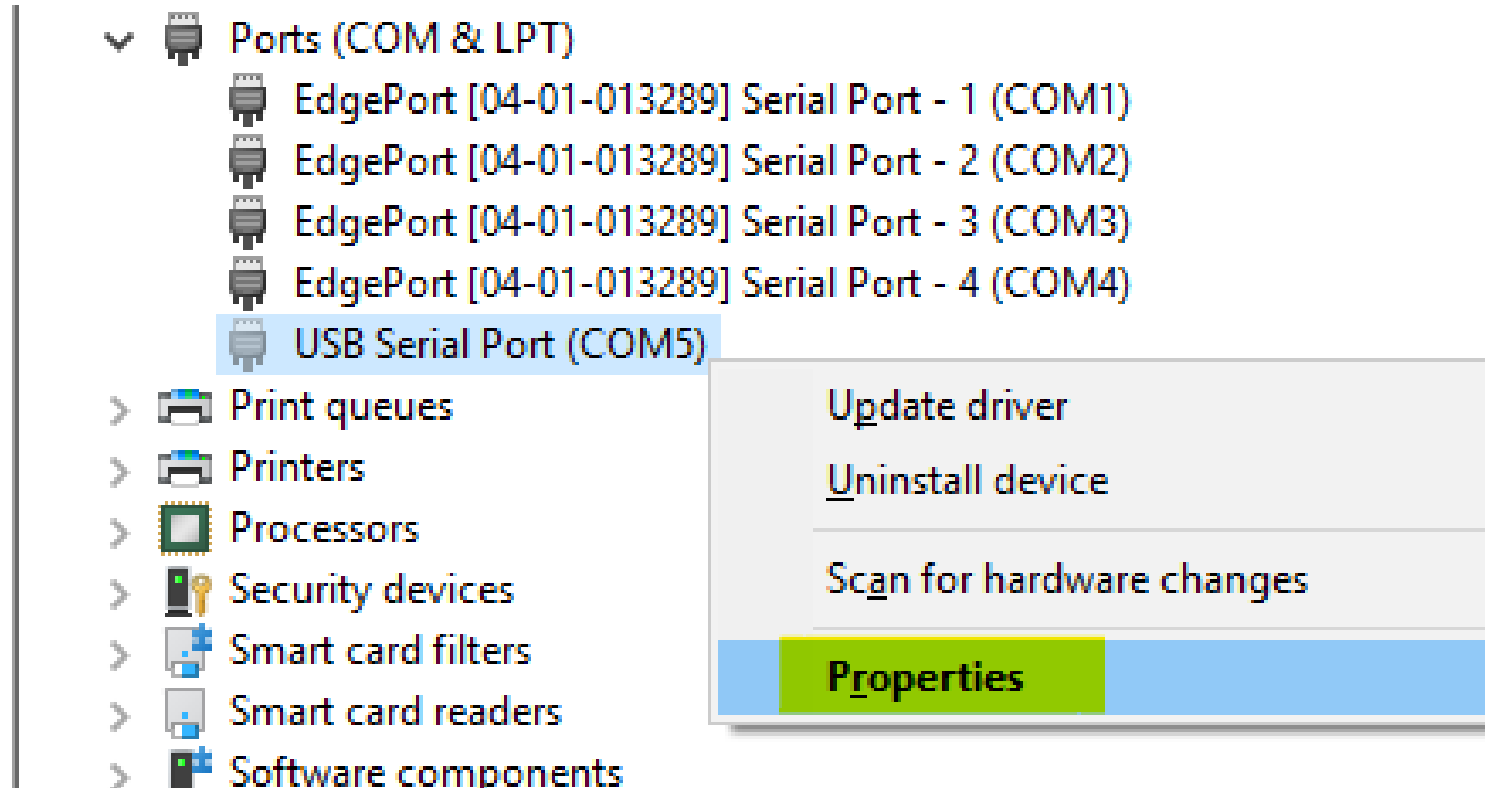 Ports (COM & LPT)
EdgePort [04-01-013289] Serial Port - 1 (COM1)
EdgePort [04-01-013289] Serial Port - 2 (COM2)
EdgePort [04-01-013289] Serial Port - 3 (COM3)
EdgePort [04-01-013289] Serial Port - 4 (COM4)
USB Serial Port (COM5)
Print queues
Printers
Processors
Security devices
Smart card filters
Smart card readers
Software components
Update driver
Uninstall device
Scan for hardware changes
Properties